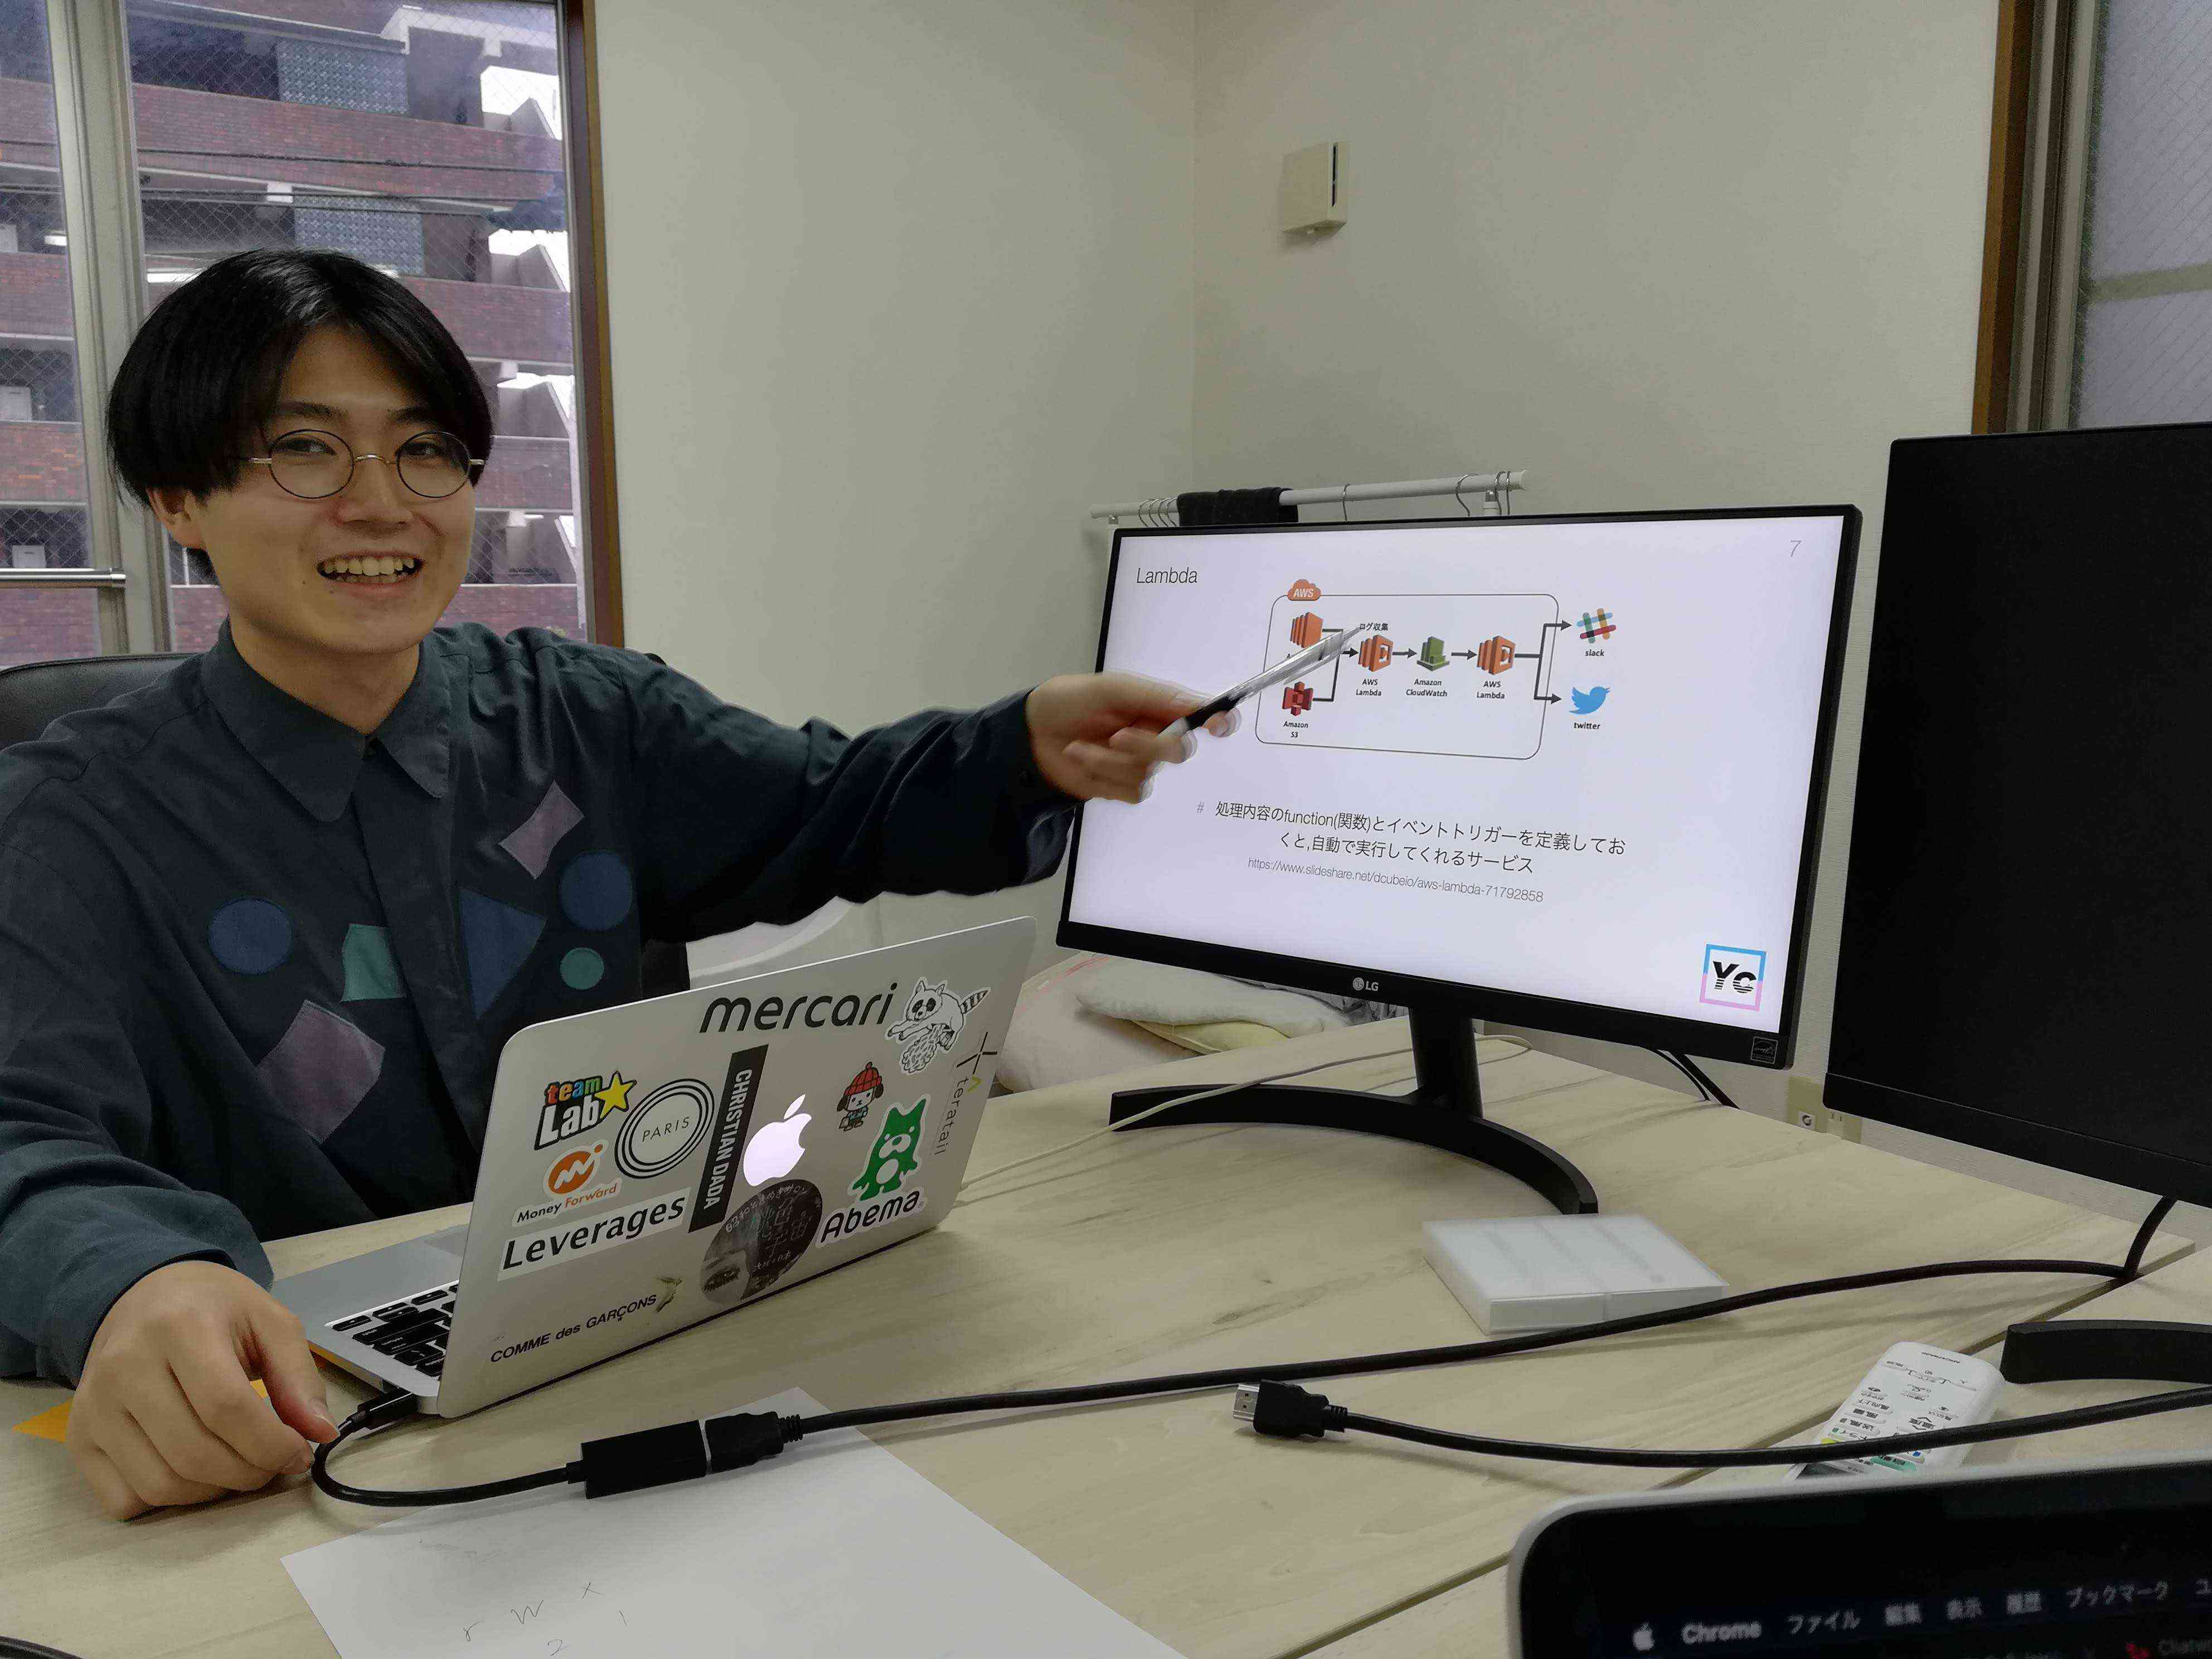 7
Lambda
AWS
ログ収集
AWS
Lambda
Amazon
CloudWatch
AWS
Lambda
slack
twitter
Amazon
S3
# 処理内容のfunction(関数)とイベントトリガーを定義してお
くと,自動で実行してくれるサービス
https://www.slideshare.net/dcubeio/aws-lambda-71792858
YC
LG
mercari
team
Lab
PARIS
CHRISTIAN DADA
teratail
Money Forward
Leverages
Abema
COMME des GARÇONS
r w x
2 1
Chrome ファイル 編集 表示 履歴 ブックマーク